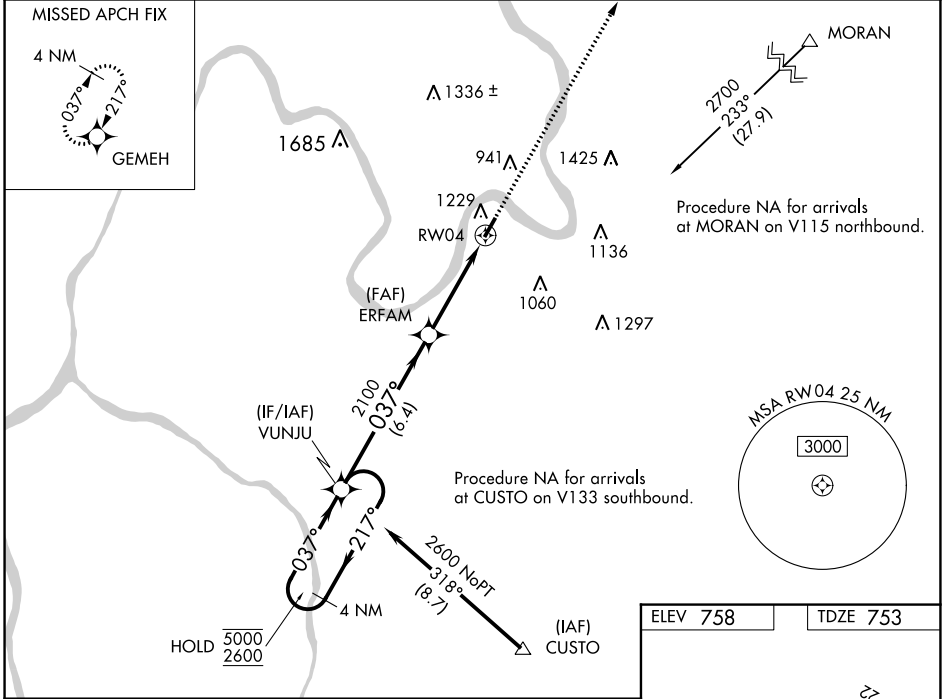 MISSED APCH FIX
4 NM
037°
217°
GEMEH
1336 ±
1685
941
1425
1229
RW04
1136
1060
1297
MORAN
2700
233°
(27.9)
Procedure NA for arrivals
at MORAN on V115 northbound.
(FAF)
ERFAM
2100
037°
(6.4)
(IF/IAF)
VUNJU
MSA RW04 25 NM
3000
Procedure NA for arrivals
at CUSTO on V133 southbound.
037°
217°
4 NM
HOLD 5000
2600
2600 NoPT
318°
(8.7)
(IAF)
CUSTO
ELEV 758
TDZE 753
22